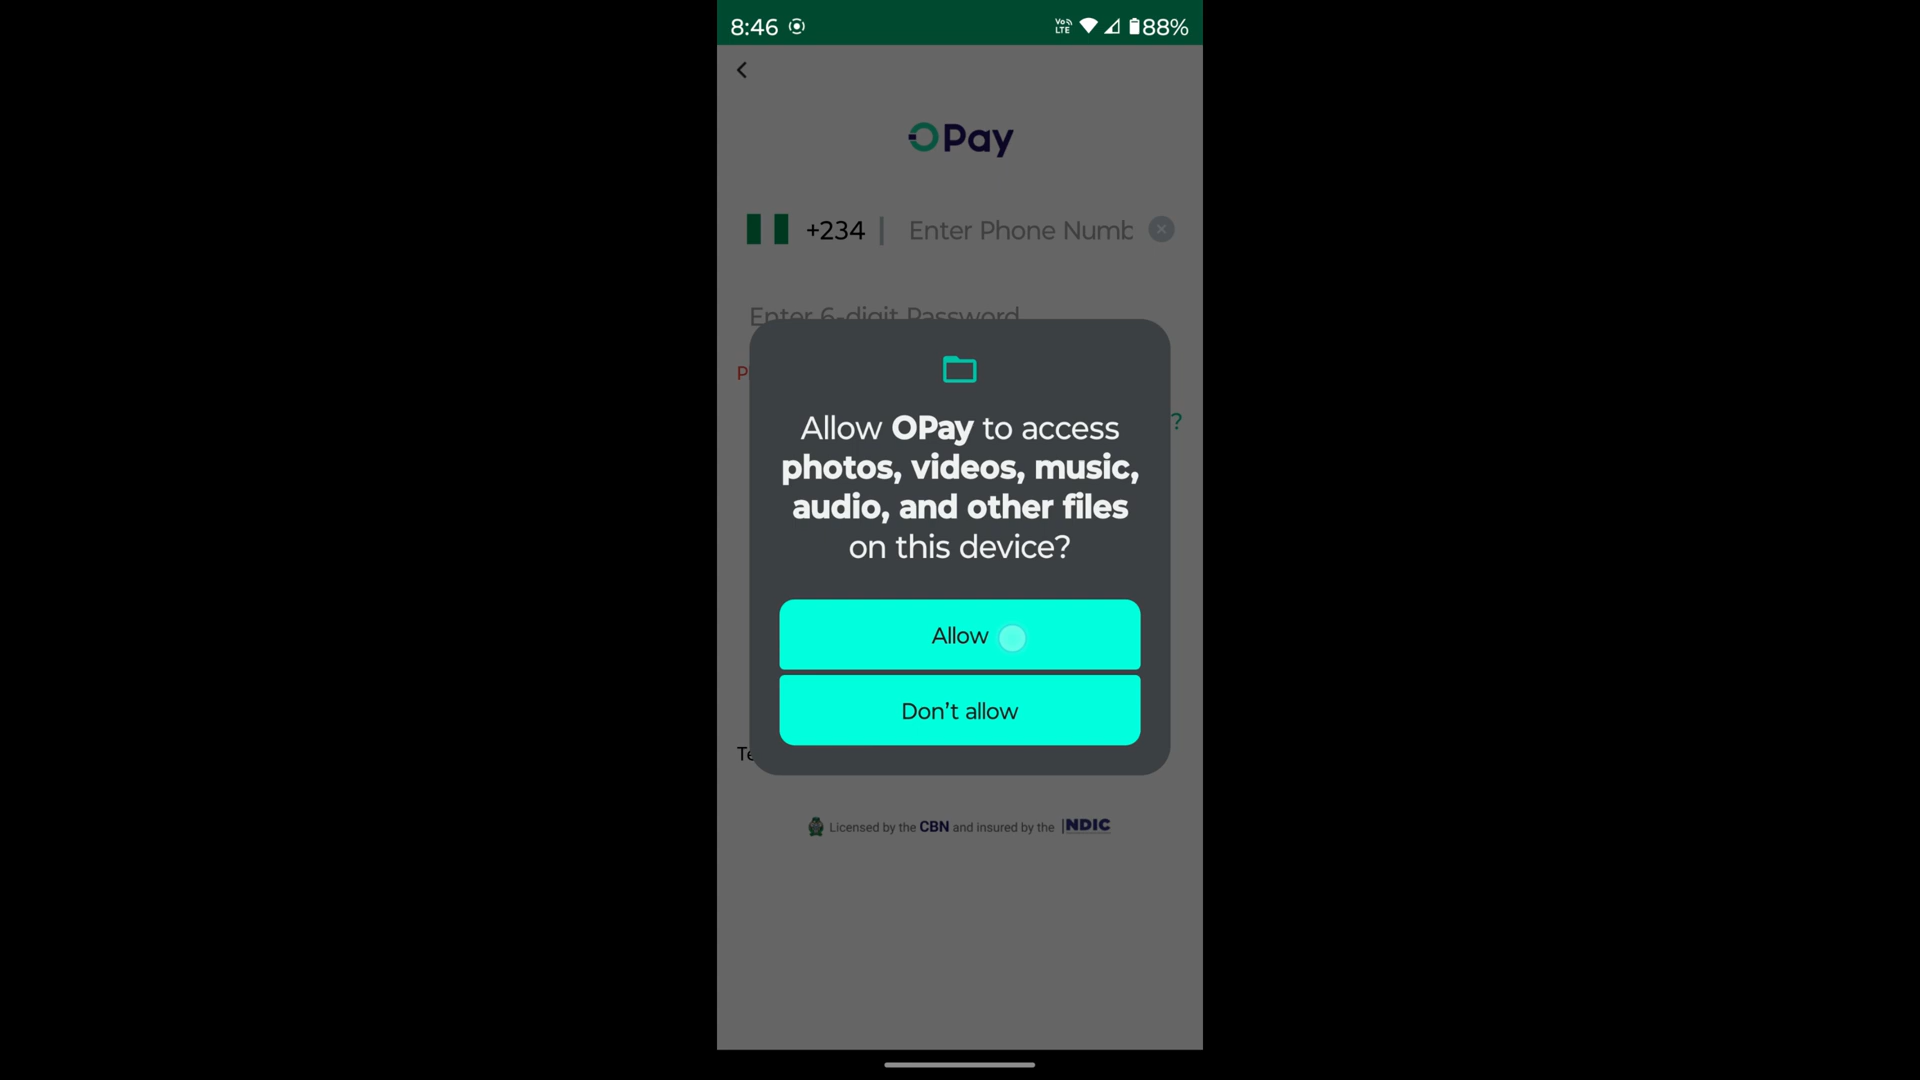 8:46 Vo LTE 88%
OPay
+234 | Enter Phone Numb
Enter 6-digit Password
P
?
Allow OPay to access
photos, videos, music,
audio, and other files
on this device?
Allow
Don’t allow
Te
Licensed by the CBN and insured by the NDIC